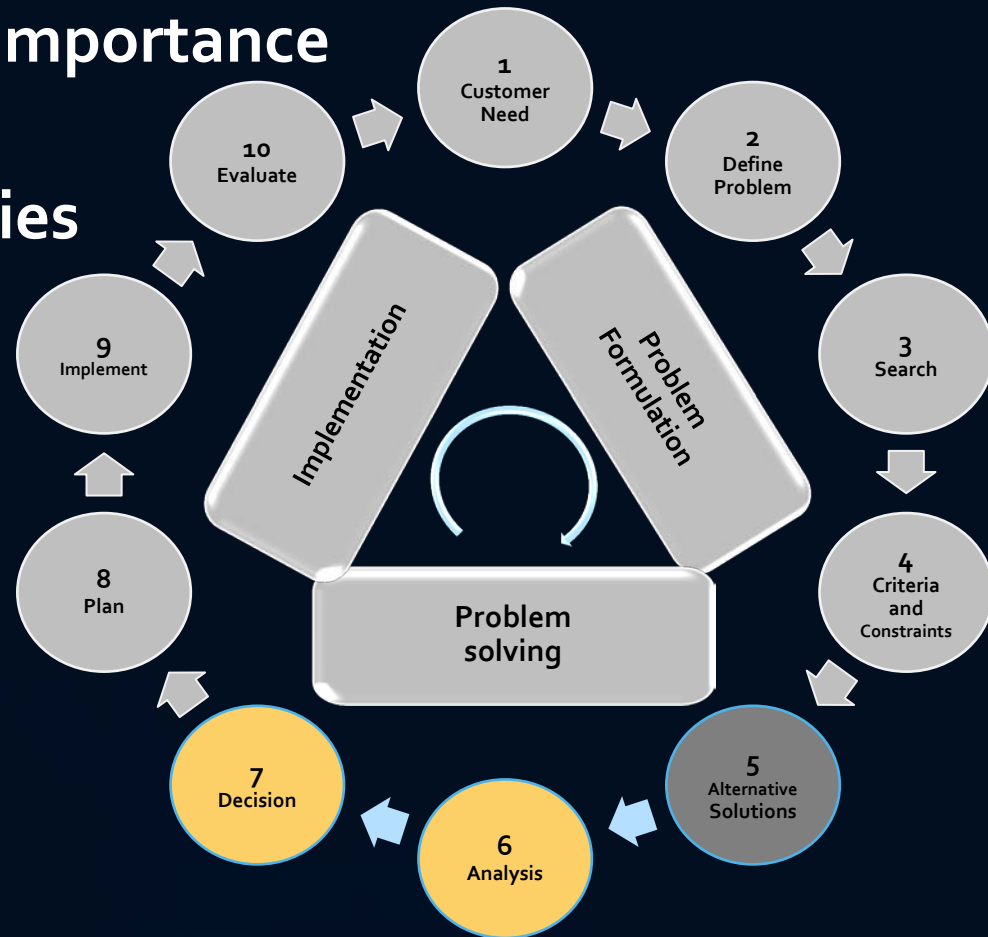 mportance
ies
1
Customer
Need
2
Define
Problem
3
Search
4
Criteria
and
Constraints
5
Alternative
Solutions
6
Analysis
7
Decision
8
Plan
9
Implement
10
Evaluate
Implementation
Problem
Formulation
Problem
solving